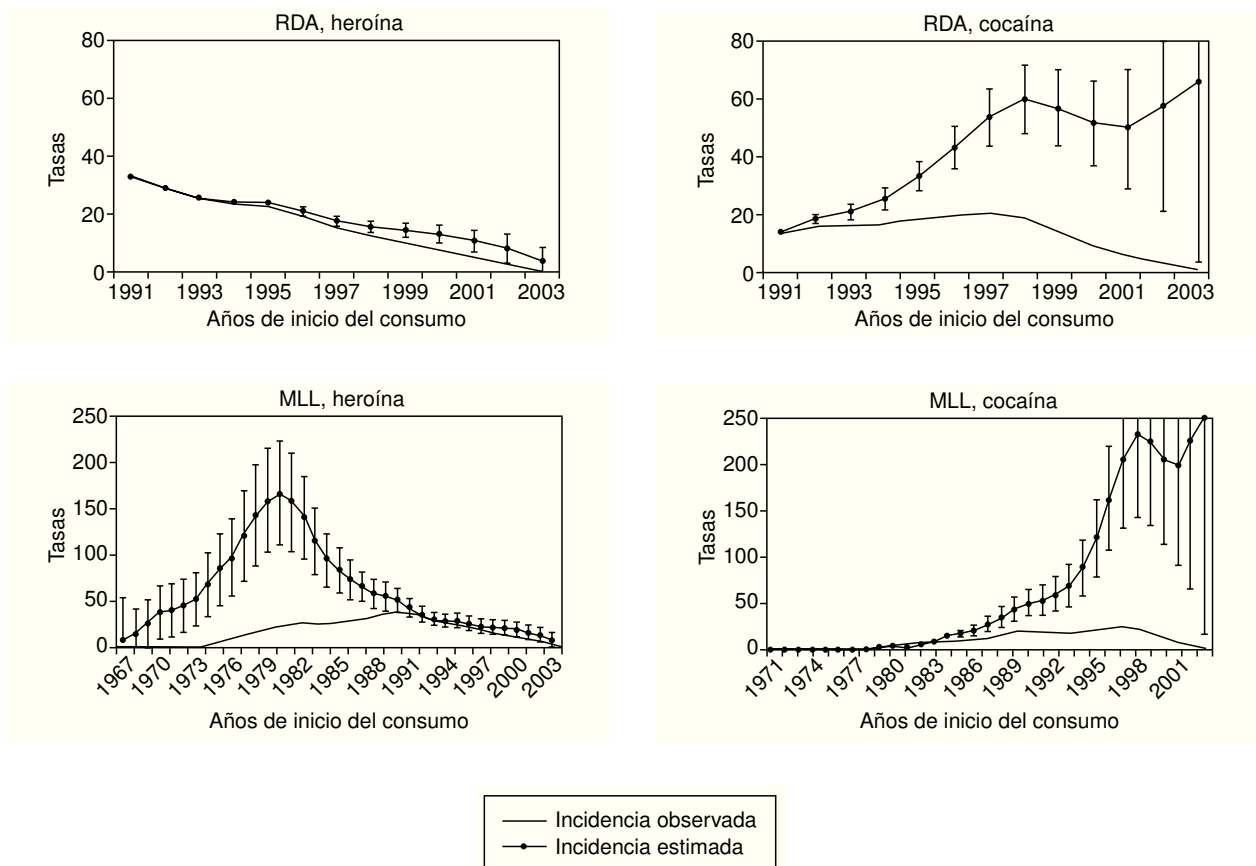 RDA, heroína
80
60
40
20
0
Tasas
1991 1993 1995 1997 1999 2001 2003
Años de inicio del consumo
RDA, cocaína
80
60
40
20
0
Tasas
1991 1993 1995 1997 1999 2001 2003
Años de inicio del consumo
MLL, heroína
250
200
150
100
50
0
Tasas
1967 1970 1973 1976 1979 1982 1985 1988 1991 1994 1997 2000 2003
Años de inicio del consumo
MLL, cocaína
250
200
150
100
50
0
Tasas
1971 1974 1977 1980 1983 1986 1989 1992 1995 1998 2001
Años de inicio del consumo
Incidencia observada
Incidencia estimada